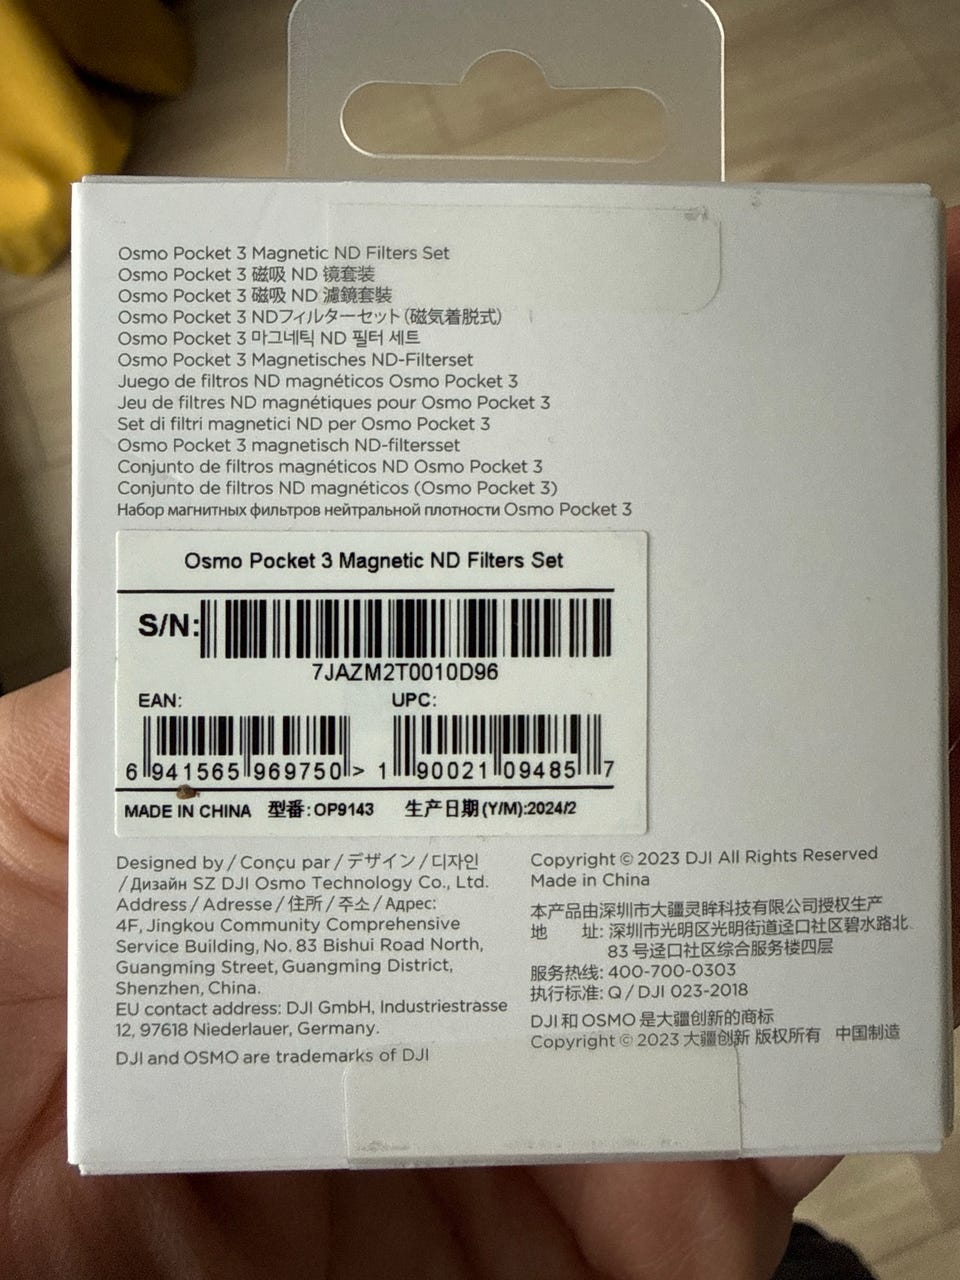 Osmo Pocket 3 Magnetic ND Filters Set
Osmo Pocket 3 磁吸 ND 镜套装
Osmo Pocket 3 磁吸 ND 濾鏡套裝
Osmo Pocket 3 NDフィルターセット（磁気着脱式）
Osmo Pocket 3 마그네틱 ND 필터 세트
Osmo Pocket 3 Magnetisches ND-Filterset
Juego de filtros ND magnéticos Osmo Pocket 3
Jeu de filtres ND magnétiques pour Osmo Pocket 3
Set di filtri magnetici ND per Osmo Pocket 3
Osmo Pocket 3 magnetisch ND-filtersset
Conjunto de filtros magnéticos ND Osmo Pocket 3
Conjunto de filtros ND magnéticos (Osmo Pocket 3)
Набор магнитных фильтров нейтральной плотности Osmo Pocket 3
Osmo Pocket 3 Magnetic ND Filters Set
S/N:
7JAZM2T0010D96
EAN: UPC:
6 941565 969750 > 1 90021 09485 7
MADE IN CHINA 型番: OP9143 生产日期(Y/M):2024/2
Designed by / Conçu par / デザイン / 디자인
/ Дизайн SZ DJI Osmo Technology Co., Ltd.
Address / Adresse / 住所 / 주소 / Адрес:
4F, Jingkou Community Comprehensive
Service Building, No. 83 Bishui Road North,
Guangming Street, Guangming District,
Shenzhen, China.
EU contact address: DJI GmbH, Industriestrasse
12, 97618 Niederlauer, Germany.
DJI and OSMO are trademarks of DJI
Copyright © 2023 DJI All Rights Reserved
Made in China
本产品由深圳市大疆灵眸科技有限公司授权生产
地 址: 深圳市光明区光明街道迳口社区碧水路北
83 号迳口社区综合服务楼四层
服务热线: 400-700-0303
执行标准: Q / DJI 023-2018
DJI 和 OSMO 是大疆创新的商标
Copyright © 2023 大疆创新 版权所有 中国制造